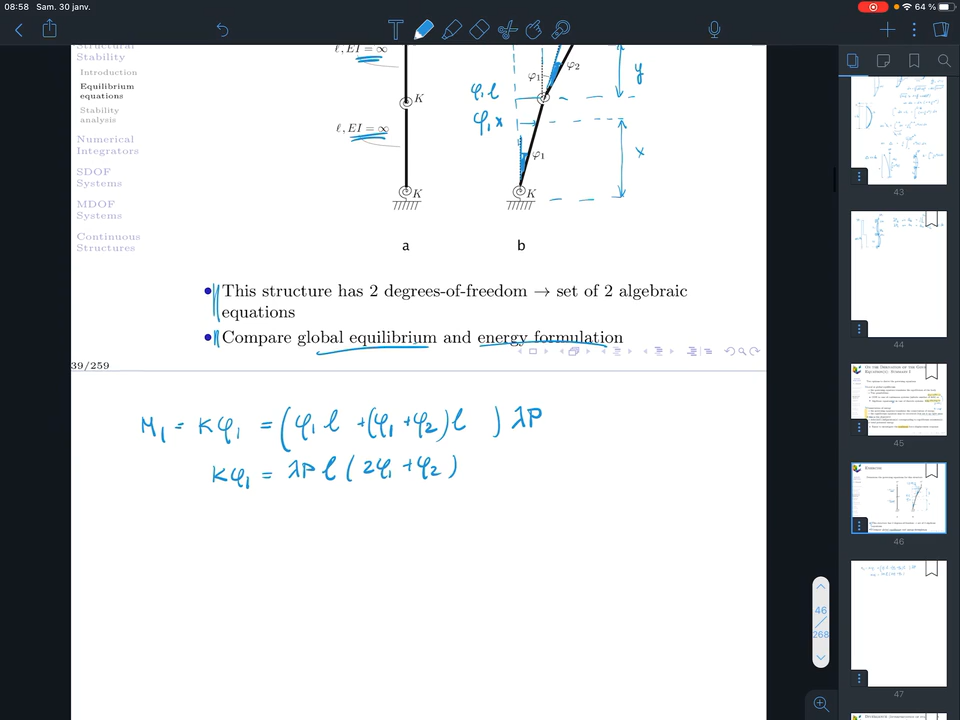 08:58 Sam. 30 janv.
64 %
Structural
Stability
Introduction
Equilibrium
equations
Stability
analysis
Numerical
Integrators
SDOF
Systems
MDOF
Systems
Continuous
Structures
ℓ, EI = ∞
K
ℓ, EI = ∞
K
φ1
φ2
y
φ1 ℓ
φ1 x
φ1
x
K
a
b
• This structure has 2 degrees-of-freedom → set of 2 algebraic
equations
• Compare global equilibrium and energy formulation
39/259
M1 = Kφ1 = (φ1 ℓ + (φ1 + φ2) ℓ ) λP
Kφ1 = λP ℓ ( 2φ1 + φ2 )
46
268
43
44
45
46
47